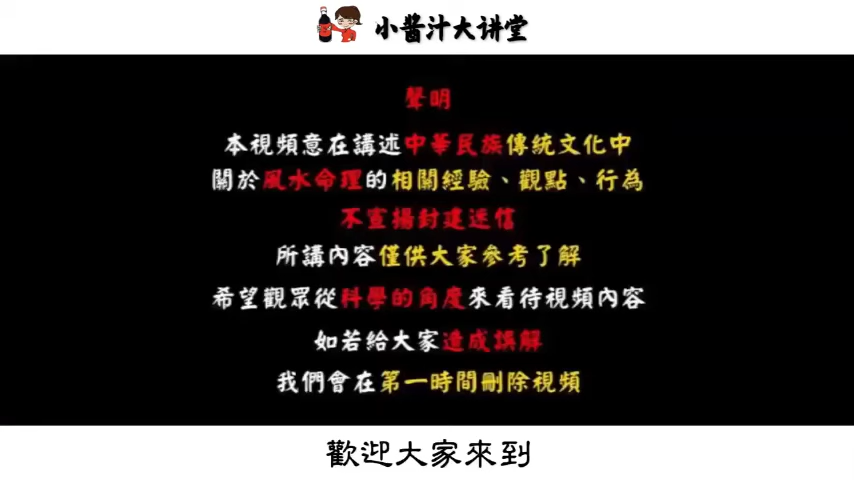 小酱汁大讲堂
聲明
本視頻意在講述中華民族傳統文化中
關於風水命理的相關經驗、觀點、行為
不宣揚封建迷信
所講內容僅供大家參考了解
希望觀眾從科學的角度來看待視頻內容
如若給大家造成誤解
我們會在第一時間刪除視頻
歡迎大家來到